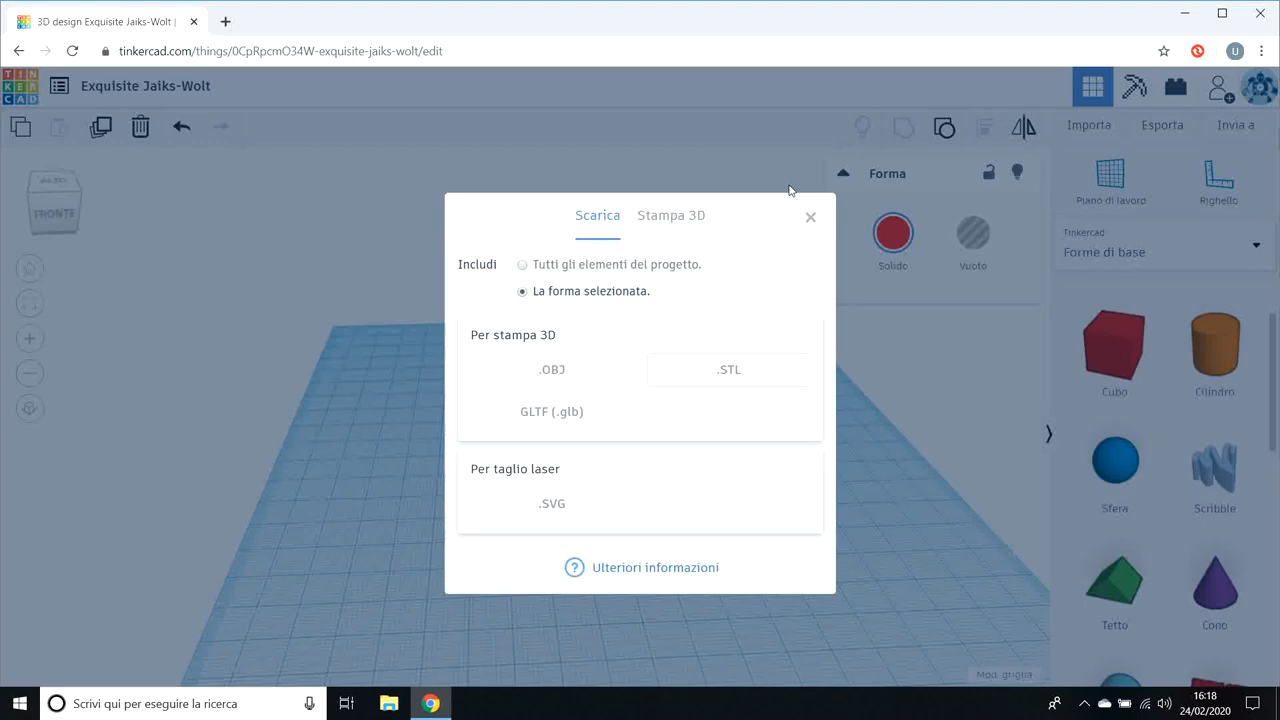 3D design Exquisite Jaiks-Wolt |
tinkercad.com/things/0CpRpcmO34W-exquisite-jaiks-wolt/edit
U
TIN
KER
CAD
Exquisite Jaiks-Wolt
Importa
Esporta
Invia a
FRONTE
Forma
Solido
Vuoto
Piano di lavoro
Righello
Tinkercad
Forme di base
Cubo
Cilindro
Sfera
Scribble
Tetto
Cono
Scarica
Stampa 3D
Includi
Tutti gli elementi del progetto.
La forma selezionata.
Per stampa 3D
.OBJ
.STL
GLTF (.glb)
Per taglio laser
.SVG
? Ulteriori informazioni
Mod. griglia
Scrivi qui per eseguire la ricerca
16:18
24/02/2020